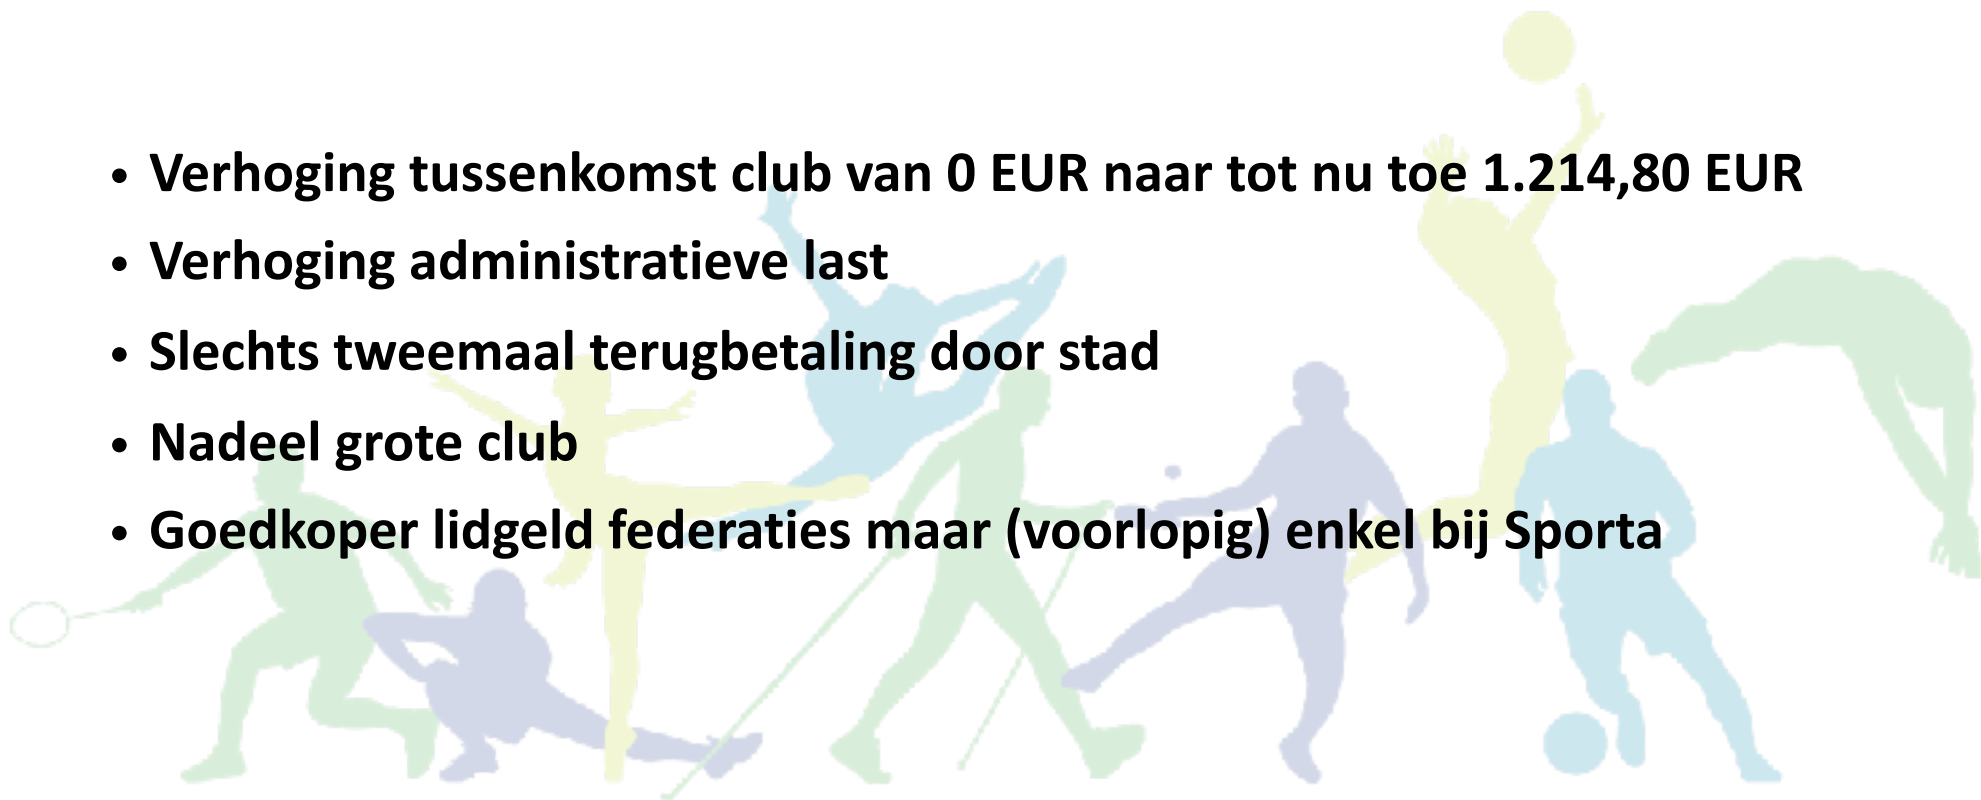 • Verhoging tussenkomst club van 0 EUR naar tot nu toe 1.214,80 EUR
• Verhoging administratieve last
• Slechts tweemaal terugbetaling door stad
• Nadeel grote club
• Goedkoper lidgeld federaties maar (voorlopig) enkel bij Sporta